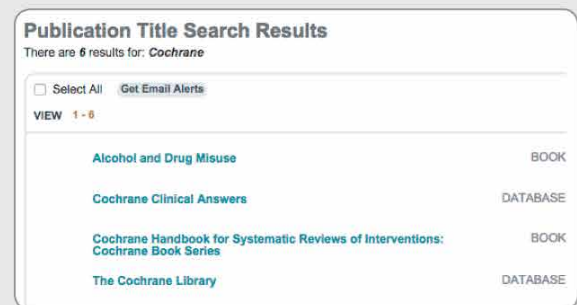 Publication Title Search Results
There are 6 results for: Cochrane
Select All Get Email Alerts
VIEW 1 - 6
Alcohol and Drug Misuse BOOK
Cochrane Clinical Answers DATABASE
Cochrane Handbook for Systematic Reviews of Interventions: BOOK
Cochrane Book Series
The Cochrane Library DATABASE